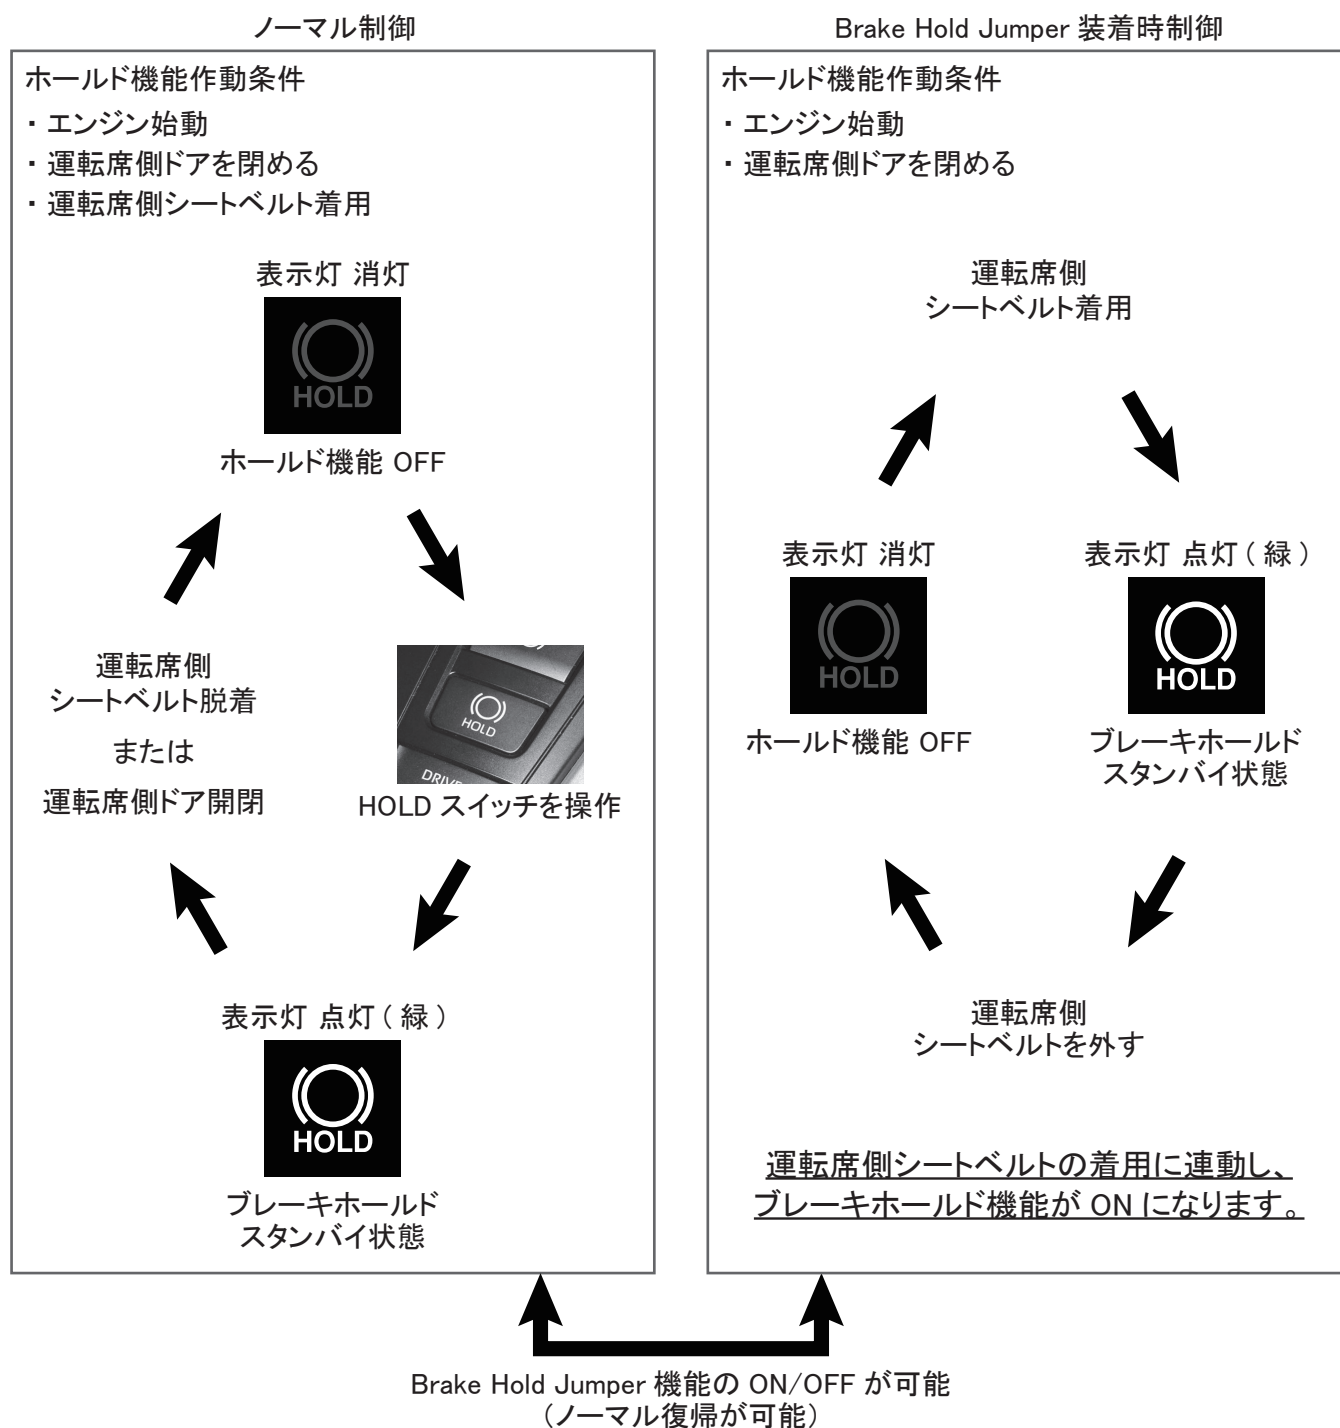 ノーマル制御
ホールド機能作動条件
・ エンジン始動
・ 運転席側ドアを閉める
・ 運転席側シートベルト着用
表示灯 消灯
HOLD
ホールド機能 OFF
運転席側
シートベルト脱着
または
運転席側ドア開閉
HOLD
DRIVE
HOLD スイッチを操作
表示灯 点灯 ( 緑 )
HOLD
ブレーキホールド
スタンバイ状態
Brake Hold Jumper 装着時制御
ホールド機能作動条件
・ エンジン始動
・ 運転席側ドアを閉める
運転席側
シートベルト着用
表示灯 消灯
HOLD
ホールド機能 OFF
表示灯 点灯 ( 緑 )
HOLD
ブレーキホールド
スタンバイ状態
運転席側
シートベルトを外す
運転席側シートベルトの着用に連動し、
ブレーキホールド機能が ON になります。
Brake Hold Jumper 機能の ON/OFF が可能
（ノーマル復帰が可能）